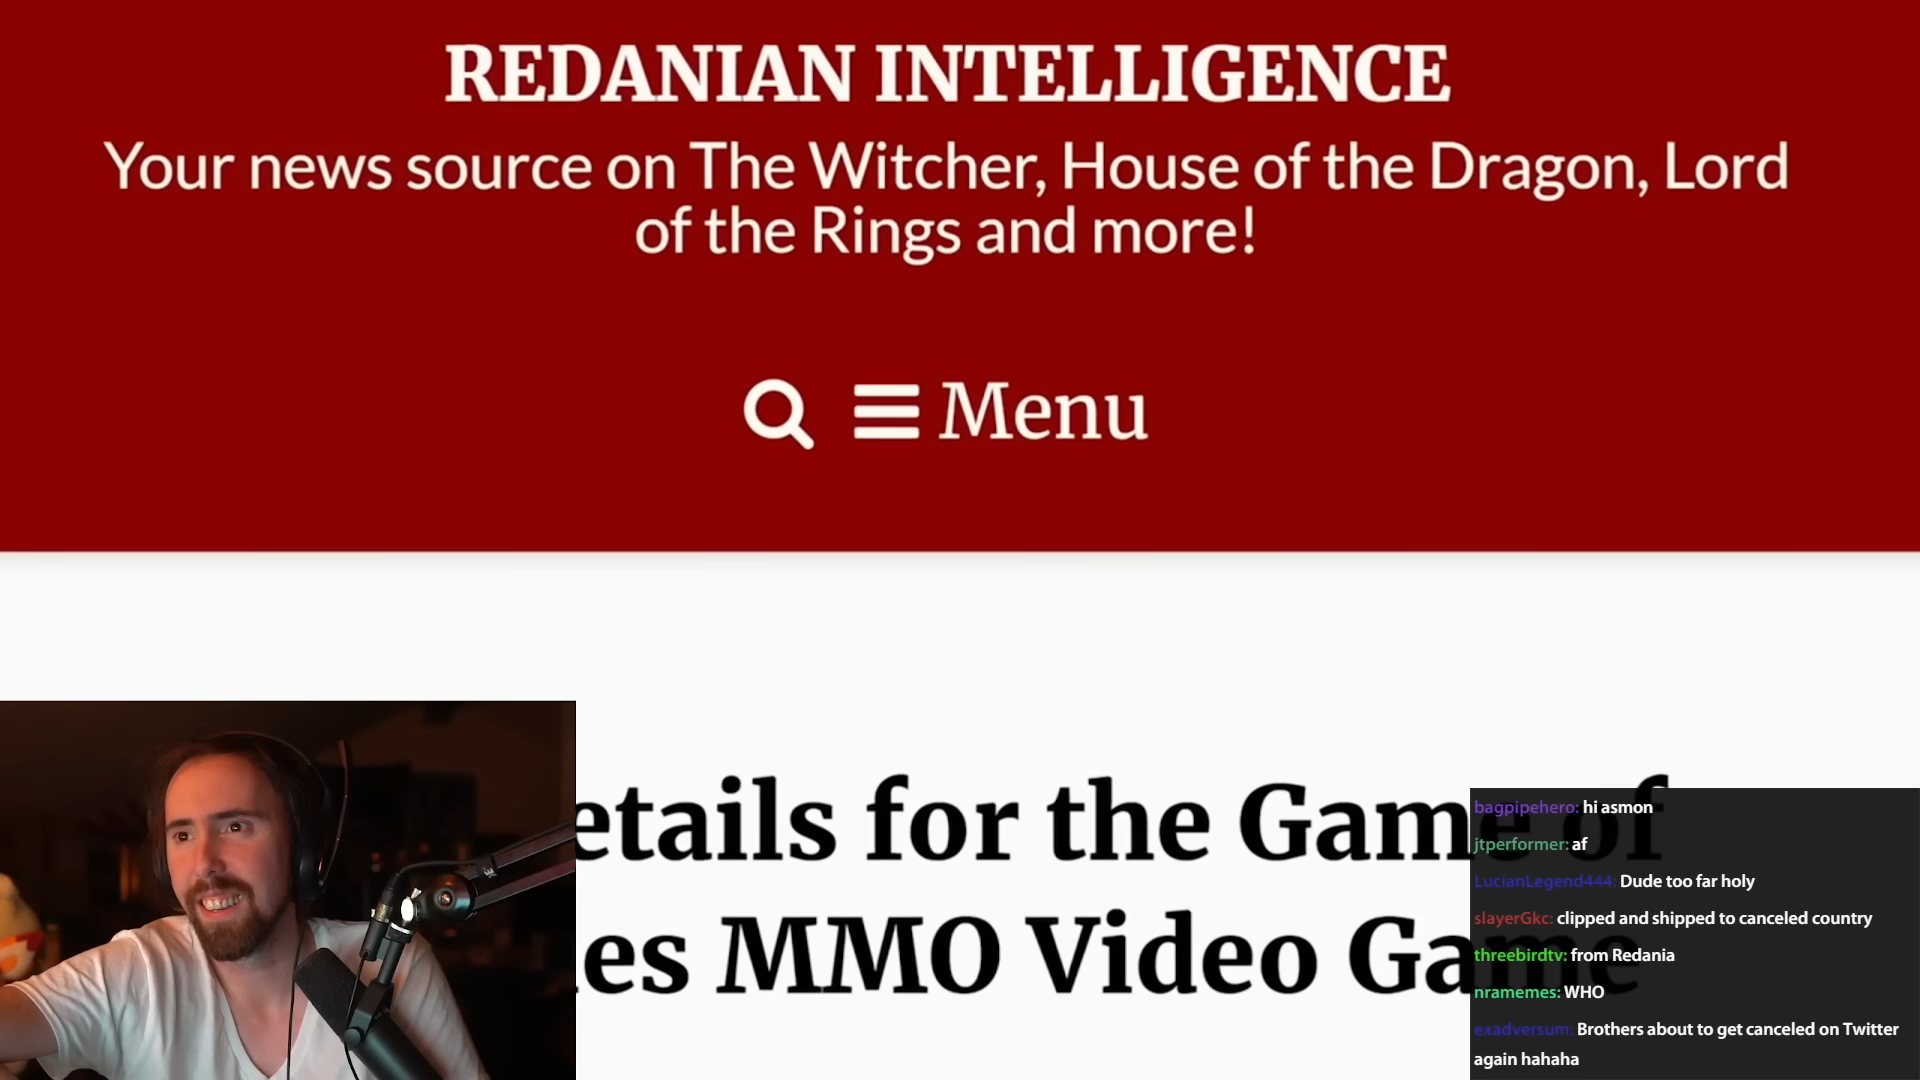 REDANIAN INTELLIGENCE
Your news source on The Witcher, House of the Dragon, Lord
of the Rings and more!
Menu
etails for the Game of
es MMO Video Game
bagpipehero: hi asmon
jtperformer: af
LucianLegend444: Dude too far holy
slayerGkc: clipped and shipped to canceled country
threebirdtv: from Redania
nramemes: WHO
exadversum: Brothers about to get canceled on Twitter
again hahaha